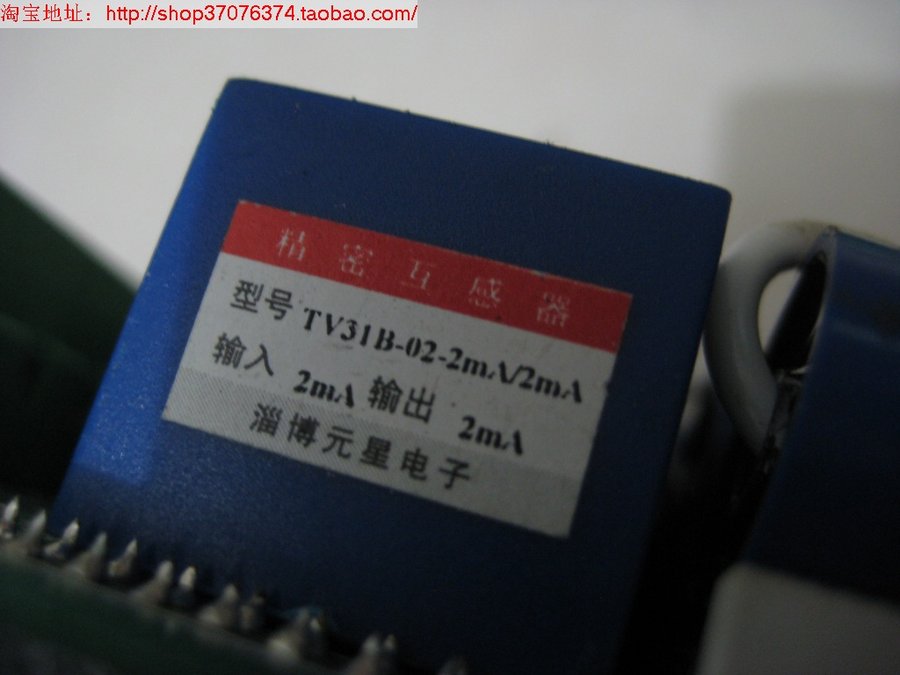 淘宝地址：http://shop37076374.taobao.com/
精密互感器
型号 TV31B-02-2mA/2mA
输入 2mA 输出 2mA
淄博元星电子